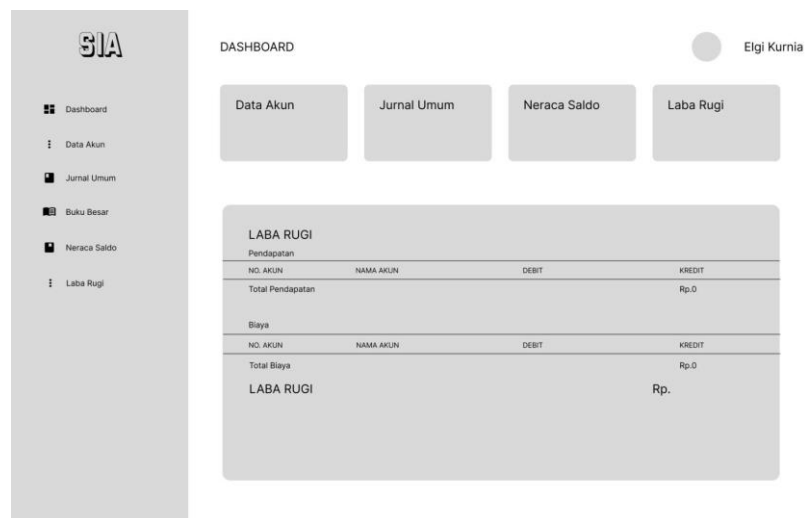 SIA
DASHBOARD
Elgi Kurnia
Dashboard
Data Akun
Jurnal Umum
Buku Besar
Neraca Saldo
Laba Rugi
Data Akun
Jurnal Umum
Neraca Saldo
Laba Rugi
LABA RUGI
Pendapatan
NO. AKUN NAMA AKUN DEBIT KREDIT
Total Pendapatan Rp.0
Biaya
NO. AKUN NAMA AKUN DEBIT KREDIT
Total Biaya Rp.0
LABA RUGI Rp.